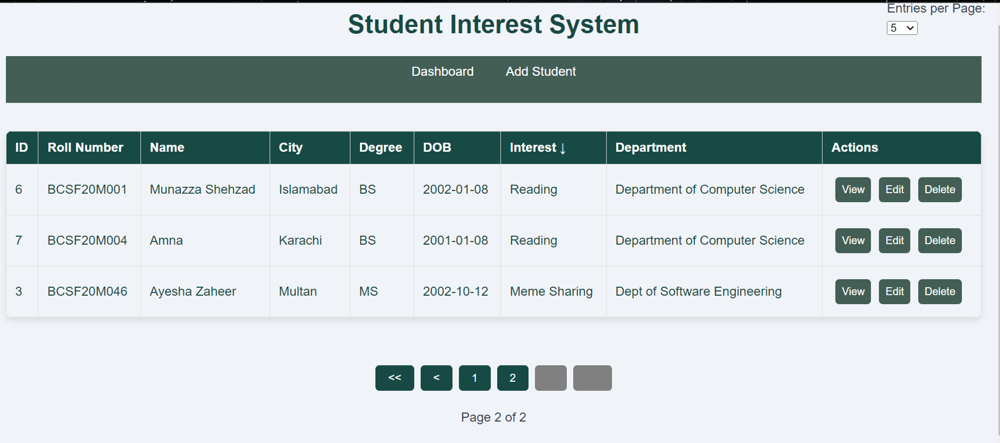 Entries per Page:
Student Interest System
5
Dashboard Add Student
ID Roll Number Name City Degree DOB Interest ↓ Department Actions
6 BCSF20M001 Munazza Shehzad Islamabad BS 2002-01-08 Reading Department of Computer Science View Edit Delete
7 BCSF20M004 Amna Karachi BS 2001-01-08 Reading Department of Computer Science View Edit Delete
3 BCSF20M046 Ayesha Zaheer Multan MS 2002-10-12 Meme Sharing Dept of Software Engineering View Edit Delete
<< < 1 2
Page 2 of 2